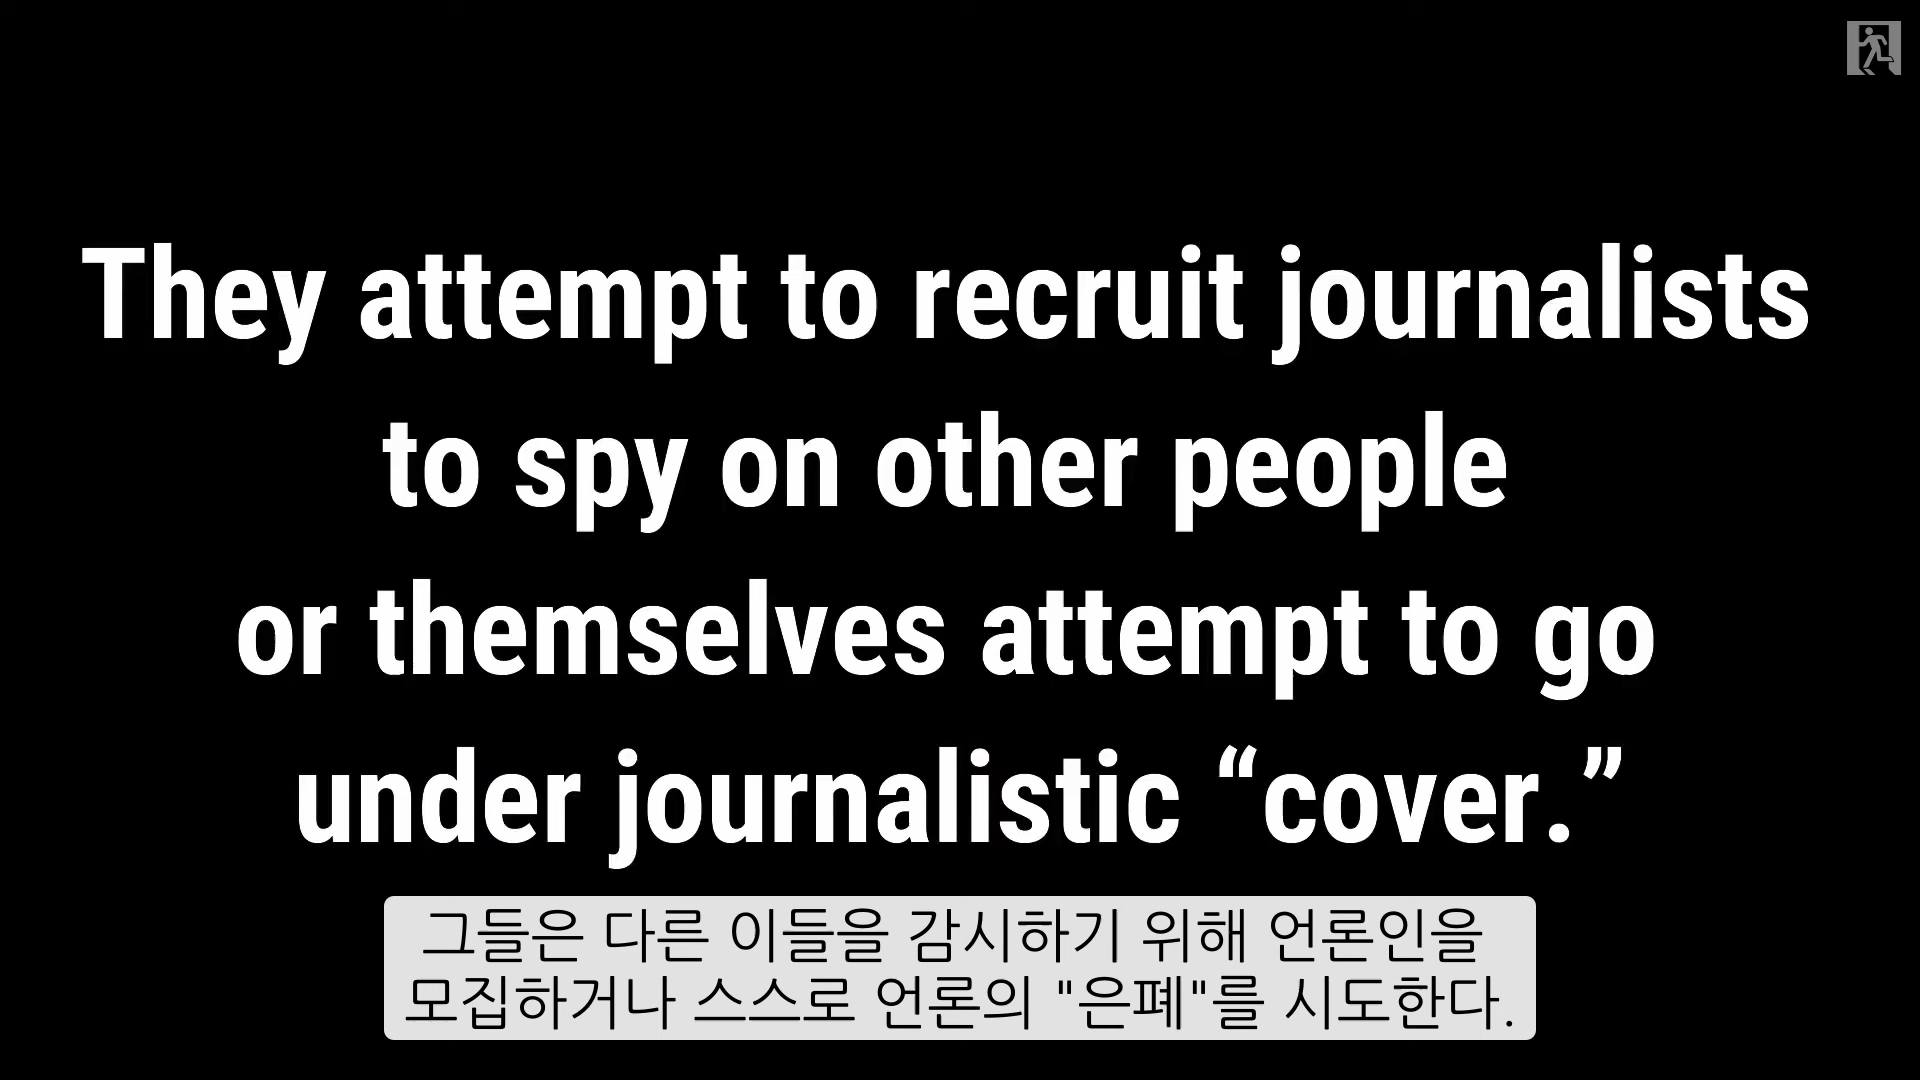 They attempt to recruit journalists
to spy on other people
or themselves attempt to go
under journalistic “cover.”
그들은 다른 이들을 감시하기 위해 언론인을
모집하거나 스스로 언론의 "은폐"를 시도한다.